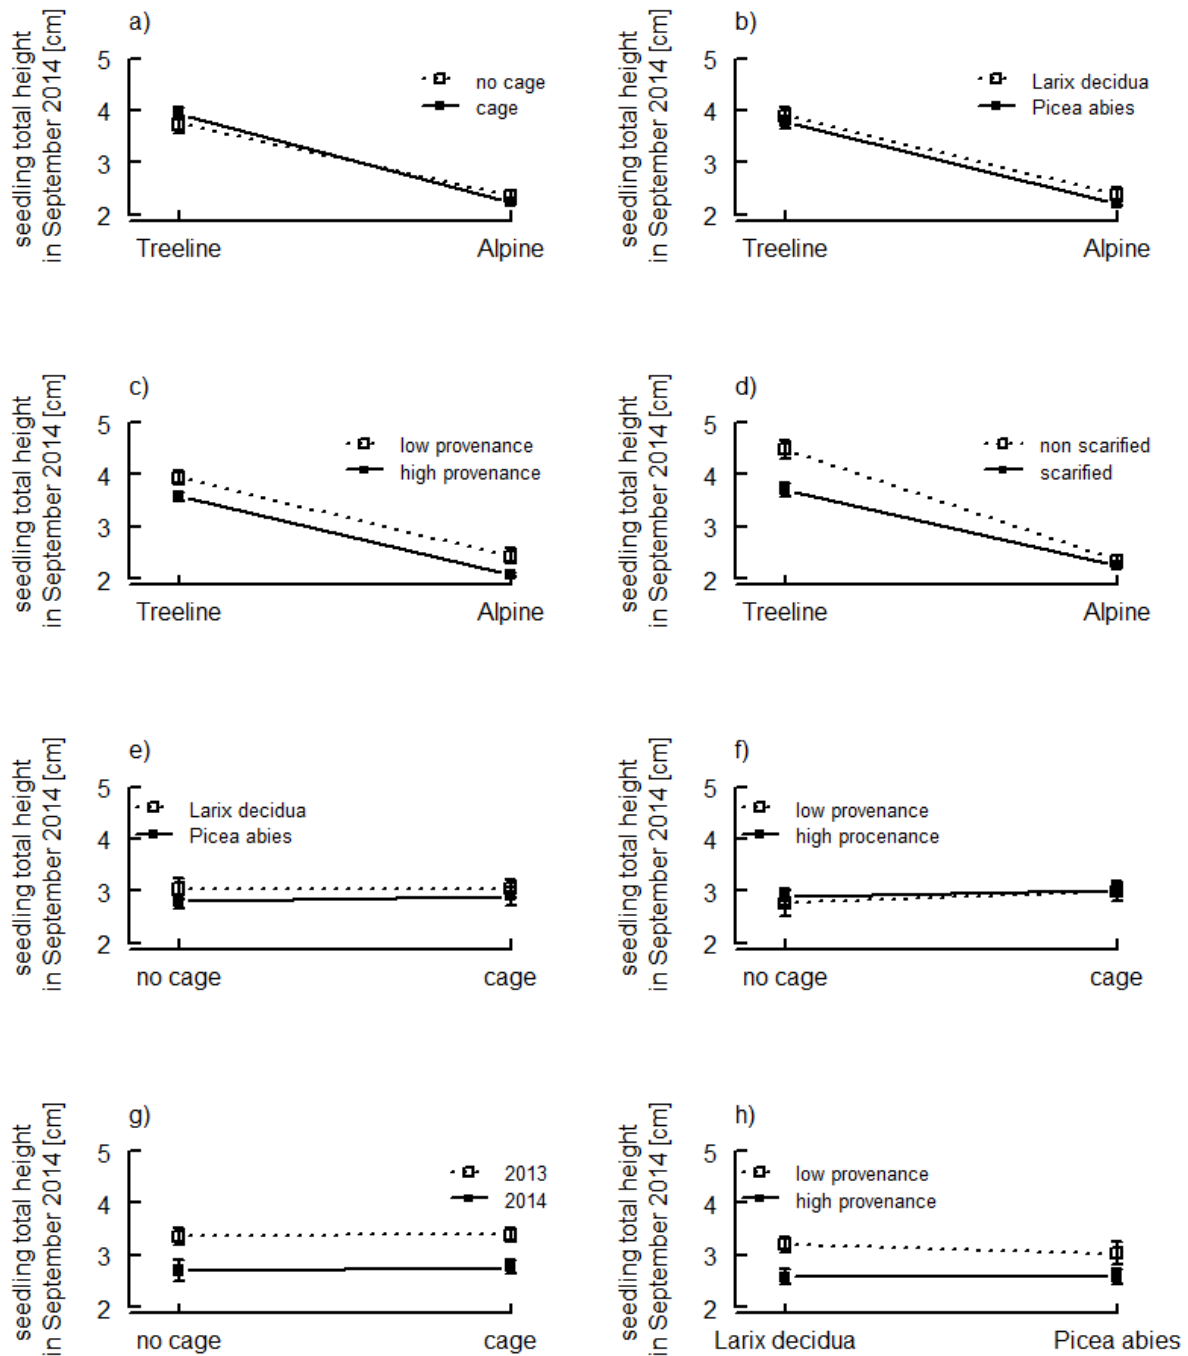 a)
seedling total height
in September 2014 [cm]
5
4
3
2
no cage
cage
Treeline
Alpine
b)
seedling total height
in September 2014 [cm]
5
4
3
2
Larix decidua
Picea abies
Treeline
Alpine
c)
seedling total height
in September 2014 [cm]
5
4
3
2
low provenance
high provenance
Treeline
Alpine
d)
seedling total height
in September 2014 [cm]
5
4
3
2
non scarified
scarified
Treeline
Alpine
e)
seedling total height
in September 2014 [cm]
5
4
3
2
Larix decidua
Picea abies
no cage
cage
f)
seedling total height
in September 2014 [cm]
5
4
3
2
low provenance
high procenance
no cage
cage
g)
seedling total height
in September 2014 [cm]
5
4
3
2
2013
2014
no cage
cage
h)
seedling total height
in September 2014 [cm]
5
4
3
2
low provenance
high provenance
Larix decidua
Picea abies